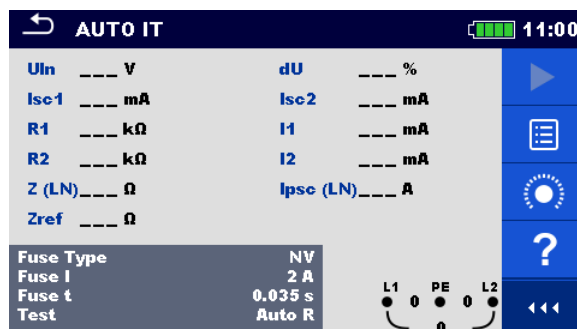 AUTO IT 11:00
Uln ___ V dU ___ %
Isc1 ___ mA Isc2 ___ mA
R1 ___ kΩ I1 ___ mA
R2 ___ kΩ I2 ___ mA
Z (LN)___ Ω Ipsc (LN)___ A
Zref ___ Ω
Fuse Type NV
Fuse I 2 A
Fuse t 0.035 s
Test Auto R
L1 PE L2
0 0
0
?